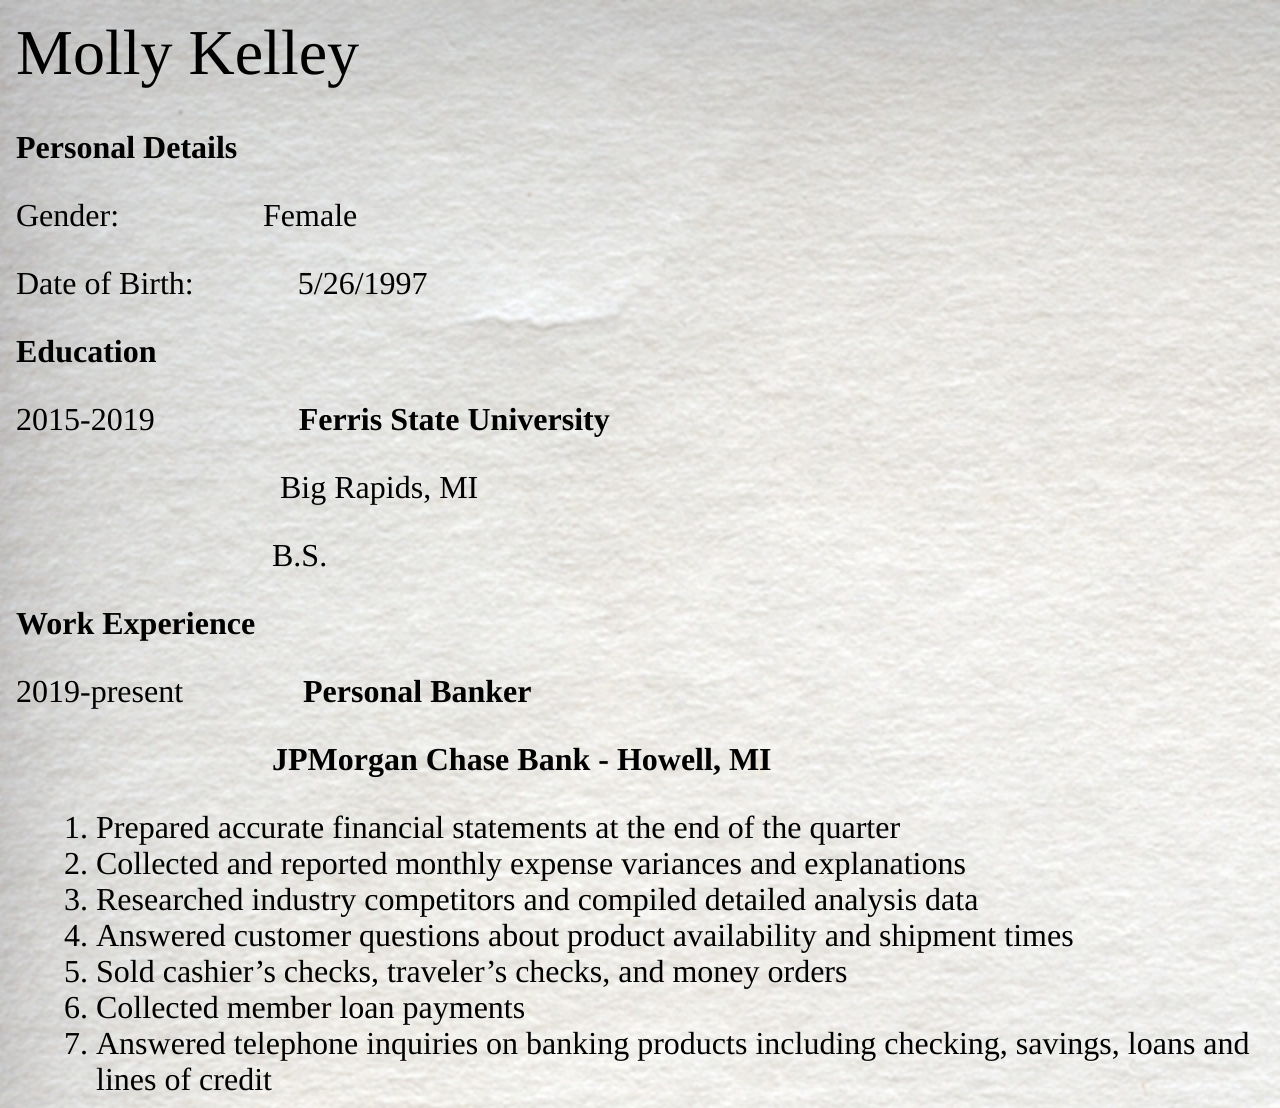 Molly Kelley
Personal Details
Gender: Female
Date of Birth: 5/26/1997
Education
2015-2019 Ferris State University
Big Rapids, MI
B.S.
Work Experience
2019-present Personal Banker
JPMorgan Chase Bank - Howell, MI
1. Prepared accurate financial statements at the end of the quarter
2. Collected and reported monthly expense variances and explanations
3. Researched industry competitors and compiled detailed analysis data
4. Answered customer questions about product availability and shipment times
5. Sold cashier’s checks, traveler’s checks, and money orders
6. Collected member loan payments
7. Answered telephone inquiries on banking products including checking, savings, loans and
lines of credit